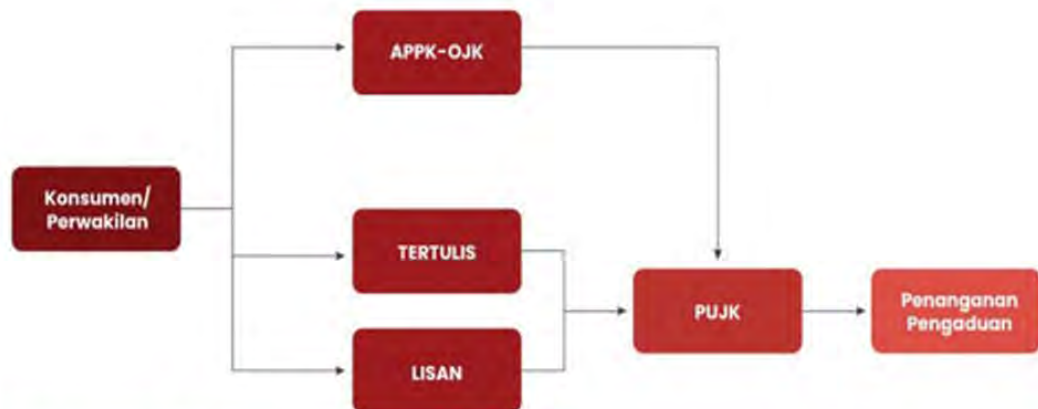 APPK-OJK
Konsumen/
Perwakilan
TERTULIS
LISAN
PUJK
Penanganan
Pengaduan